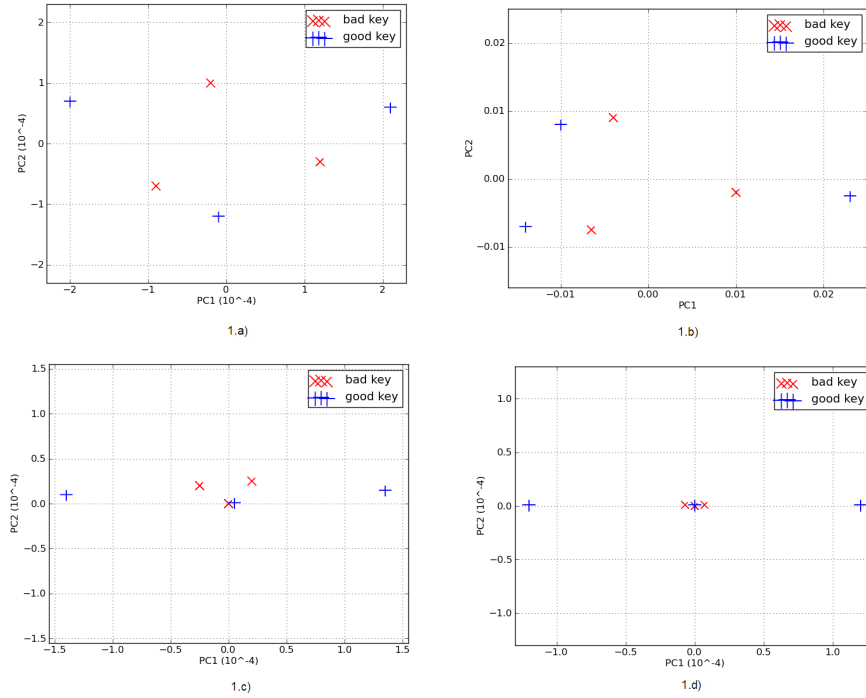 bad key
good key
2
1
0
−1
−2
PC2 (10^-4)
−2 −1 0 1 2
PC1 (10^-4)
1.a)
bad key
good key
0.02
0.01
0.00
−0.01
PC2
−0.01 0.00 0.01 0.02
PC1
1.b)
bad key
good key
1.5
1.0
0.5
0.0
−0.5
−1.0
−1.5
PC2 (10^-4)
−1.5 −1.0 −0.5 0.0 0.5 1.0 1.5
PC1 (10^-4)
1.c)
bad key
good key
1.0
0.5
0.0
−0.5
−1.0
PC2 (10^-4)
−1.0 −0.5 0.0 0.5 1.0
PC1 (10^-4)
1.d)